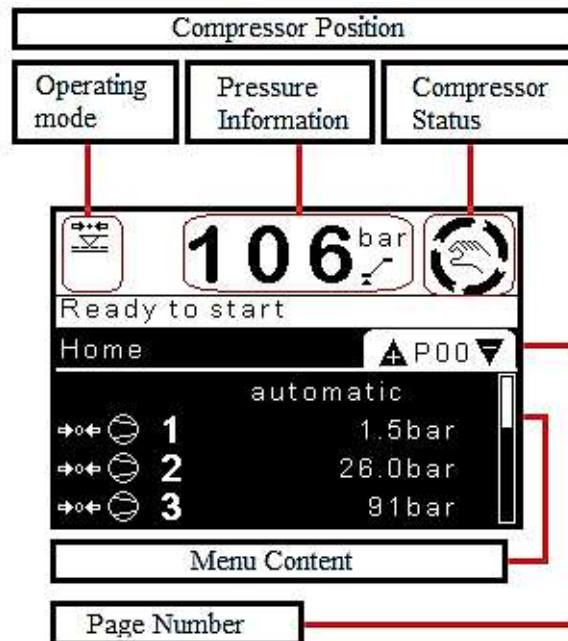 Compressor Position
Operating mode
Pressure Information
Compressor Status
106 bar
Ready to start
Home P00
automatic
1 1.5bar
2 26.0bar
3 91bar
Menu Content
Page Number